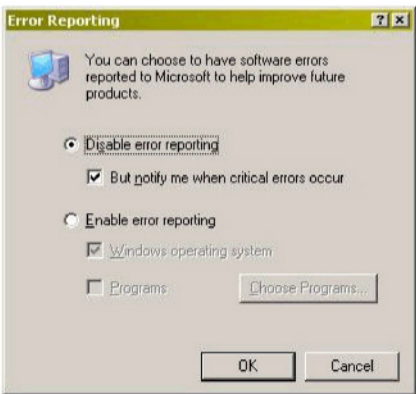 Error Reporting
You can choose to have software errors
reported to Microsoft to help improve future
products.
Disable error reporting
But notify me when critical errors occur
Enable error reporting
Windows operating system
Programs
Choose Programs...
OK
Cancel